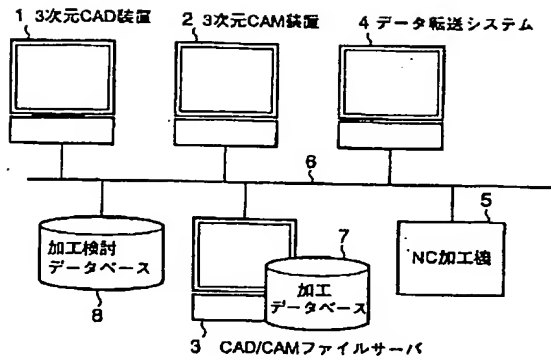 1 3次元CAD装置
2 3次元CAM装置
4 データ転送システム
6
5
加工検討
データベース
8
7
加工
データベース
NC加工機
3 CAD/CAMファイルサーバ